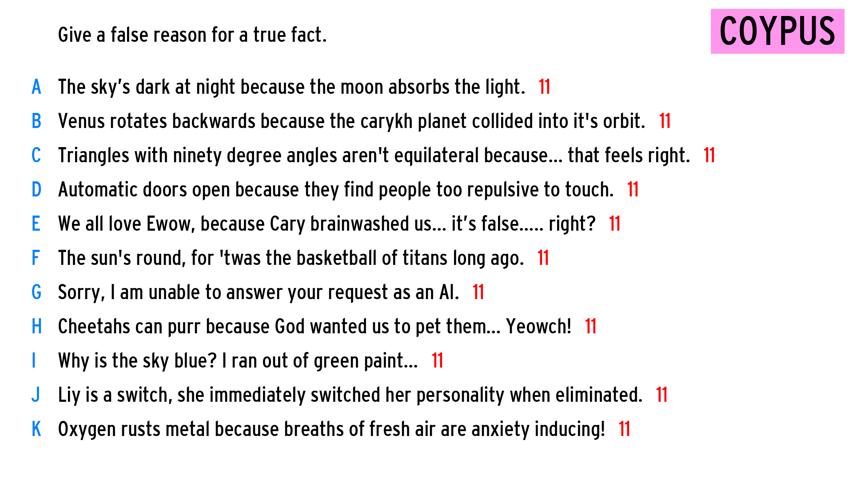 COYPUS
Give a false reason for a true fact.
A The sky's dark at night because the moon absorbs the light. 11
B Venus rotates backwards because the carykh planet collided into it's orbit. 11
C Triangles with ninety degree angles aren't equilateral because... that feels right. 11
D Automatic doors open because they find people too repulsive to touch. 11
E We all love Ewow, because Cary brainwashed us... it's false..... right? 11
F The sun's round, for 'twas the basketball of titans long ago. 11
G Sorry, I am unable to answer your request as an AI. 11
H Cheetahs can purr because God wanted us to pet them... Yeowch! 11
I Why is the sky blue? I ran out of green paint... 11
J Liy is a switch, she immediately switched her personality when eliminated. 11
K Oxygen rusts metal because breaths of fresh air are anxiety inducing! 11